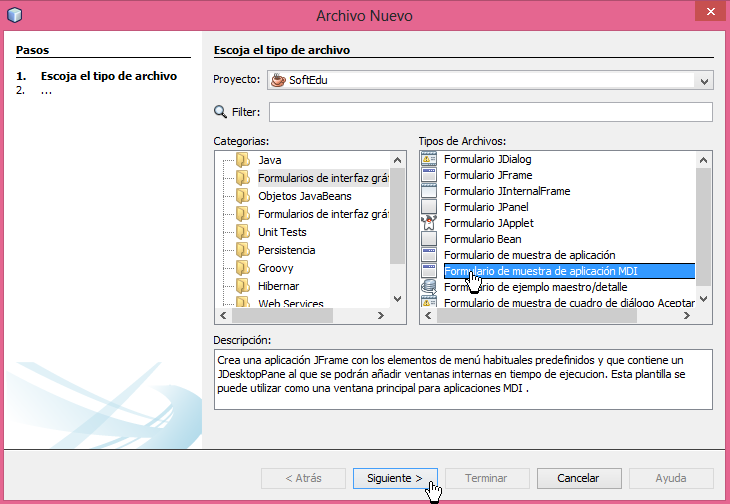 Archivo Nuevo
Pasos
1. Escoja el tipo de archivo
2. ...
Escoja el tipo de archivo
Proyecto: SoftEdu
Filter:
Categorias:
Java
Formularios de interfaz grá
Objetos JavaBeans
Formularios de interfaz grá
Unit Tests
Persistencia
Groovy
Hibernar
Web Services
Tipos de Archivos:
Formulario JDialog
Formulario JFrame
Formulario JInternalFrame
Formulario JPanel
Formulario JApplet
Formulario Bean
Formulario de muestra de aplicación
Formulario de muestra de aplicación MDI
Formulario de ejemplo maestro/detalle
Formulario de muestra de cuadro de diálogo Aceptar
Descripción:
Crea una aplicación JFrame con los elementos de menú habituales predefinidos y que contiene un
JDesktopPane al que se podrán añadir ventanas internas en tiempo de ejecucion. Esta plantilla se
puede utilizar como una ventana principal para aplicaciones MDI .
< Atrás
Siguiente >
Terminar
Cancelar
Ayuda